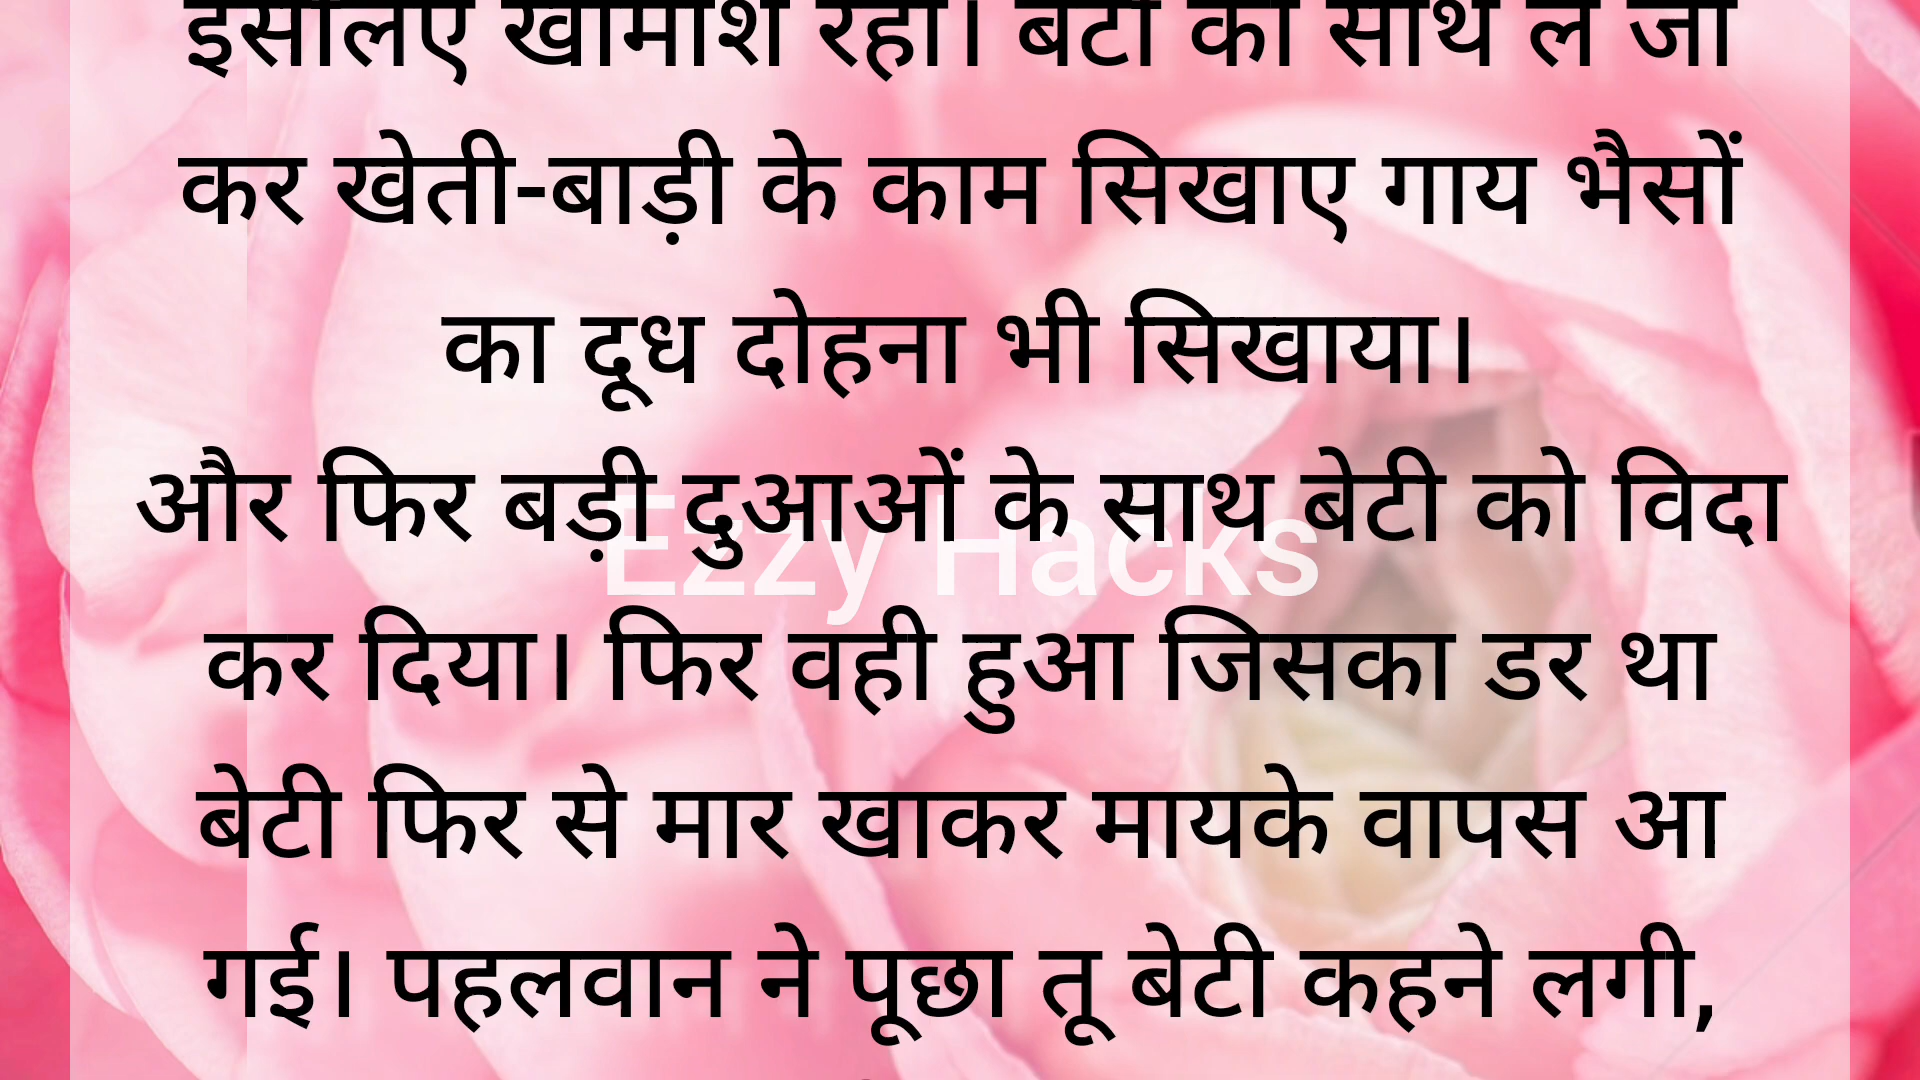 इसीलिए खामोश रहा। बेटी को साथ ले जा
कर खेती-बाड़ी के काम सिखाए गाय भैसों
का दूध दोहना भी सिखाया।
और फिर बड़ी दुआओं के साथ बेटी को विदा
Ezzy Hacks
कर दिया। फिर वही हुआ जिसका डर था
बेटी फिर से मार खाकर मायके वापस आ
गई। पहलवान ने पूछा तू बेटी कहने लगी,